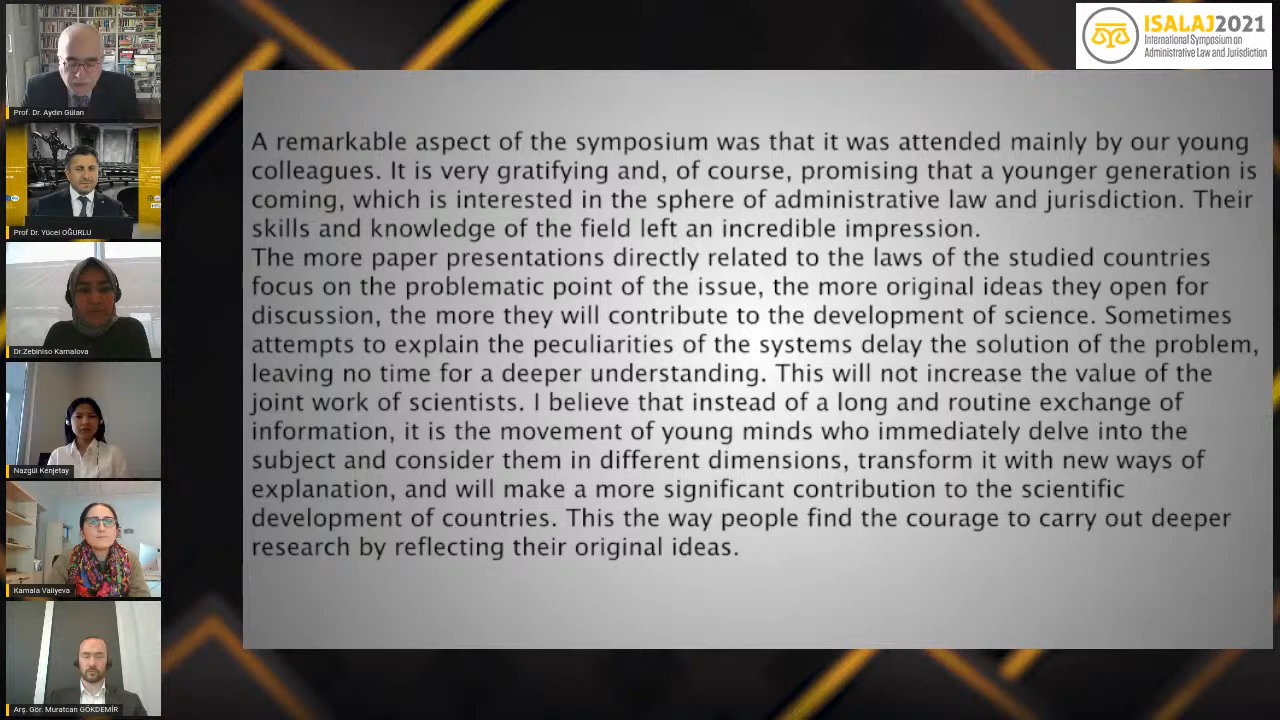 ISALAJ2021
International Symposium on
Administrative Law and Jurisdiction
Prof. Dr. Aydın Gülan
Prof Dr. Yücel OĞURLU
Dr.Zebiniso Kamalova
Nazgül Kenjetay
Kamala Valiyeva
Arş. Gör. Muratcan GÖKDEMİR
A remarkable aspect of the symposium was that it was attended mainly by our young
colleagues. It is very gratifying and, of course, promising that a younger generation is
coming, which is interested in the sphere of administrative law and jurisdiction. Their
skills and knowledge of the field left an incredible impression.
The more paper presentations directly related to the laws of the studied countries
focus on the problematic point of the issue, the more original ideas they open for
discussion, the more they will contribute to the development of science. Sometimes
attempts to explain the peculiarities of the systems delay the solution of the problem,
leaving no time for a deeper understanding. This will not increase the value of the
joint work of scientists. I believe that instead of a long and routine exchange of
information, it is the movement of young minds who immediately delve into the
subject and consider them in different dimensions, transform it with new ways of
explanation, and will make a more significant contribution to the scientific
development of countries. This the way people find the courage to carry out deeper
research by reflecting their original ideas.